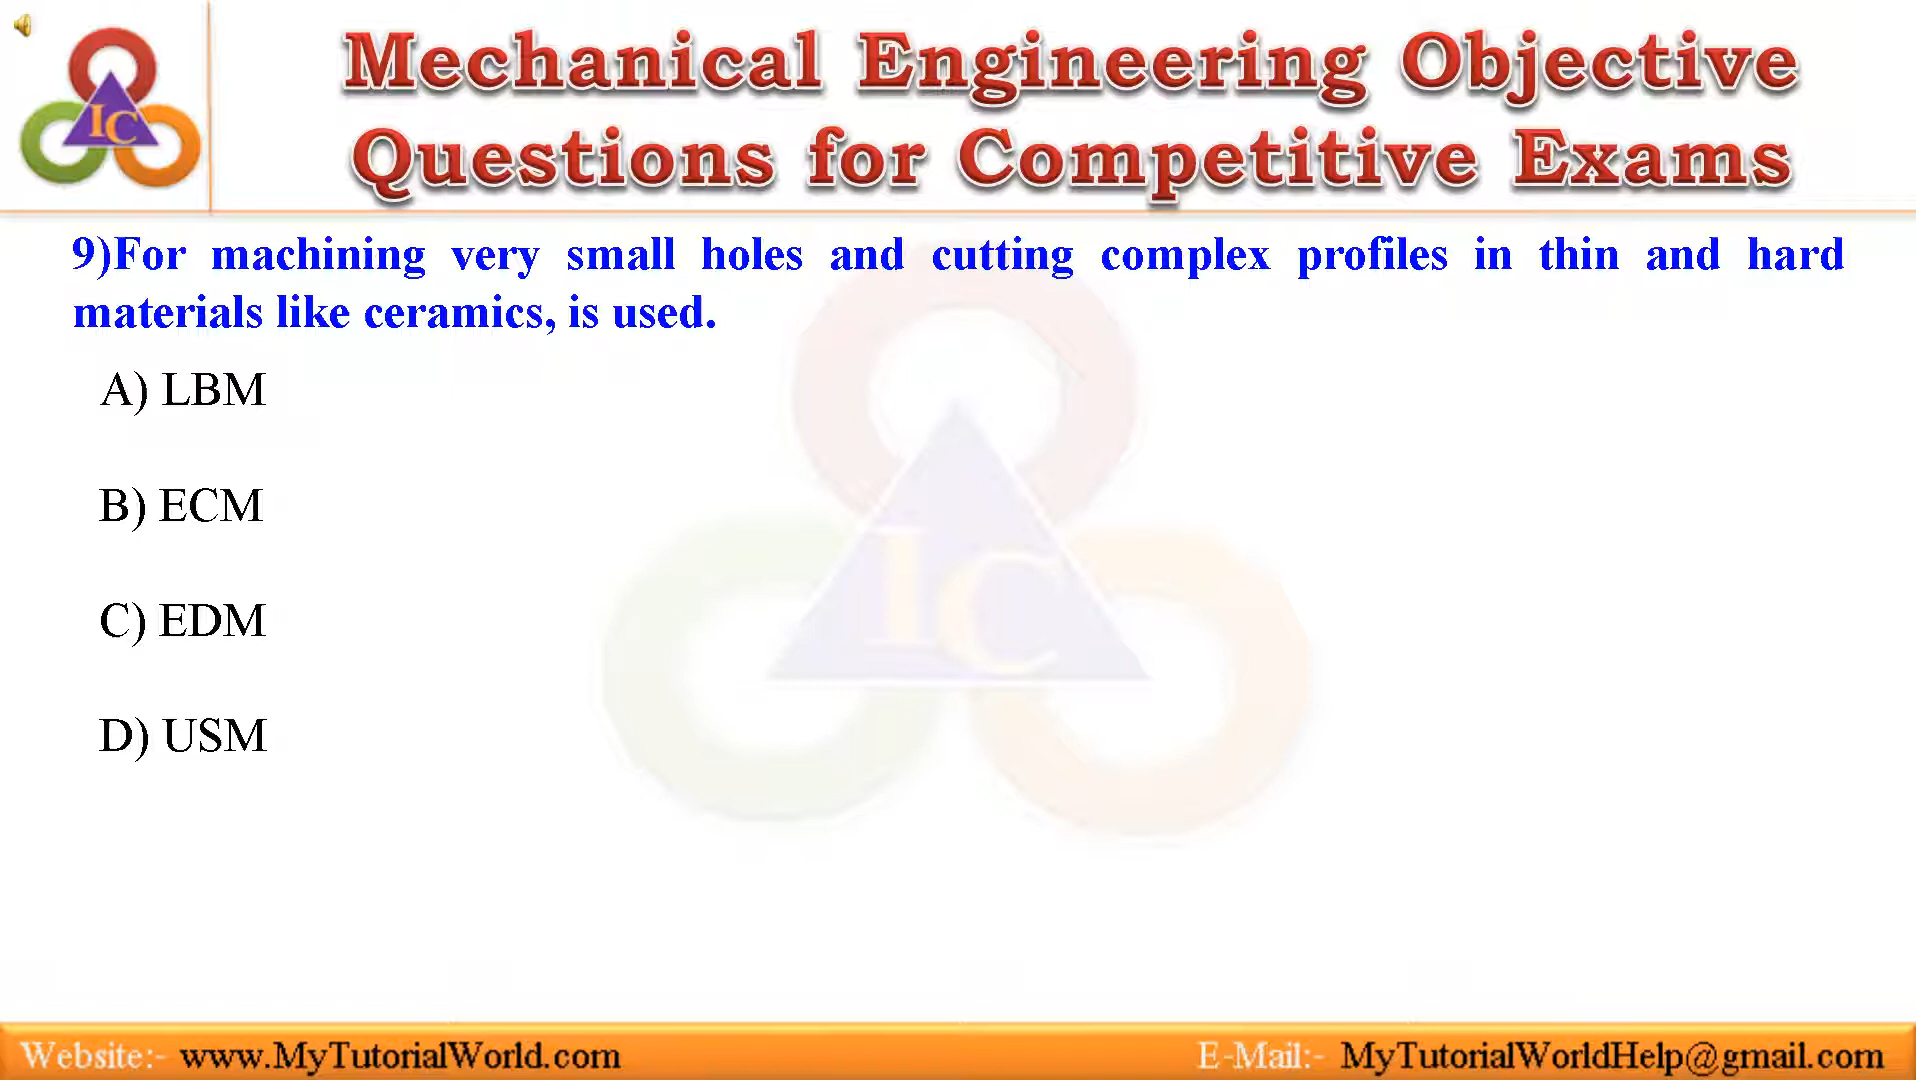 IC
Mechanical Engineering Objective
Questions for Competitive Exams
9)For machining very small holes and cutting complex profiles in thin and hard
materials like ceramics, is used.
A) LBM
B) ECM
C) EDM
D) USM
IC
Website:- www.MyTutorialWorld.com
E-Mail:- MyTutorialWorldHelp@gmail.com